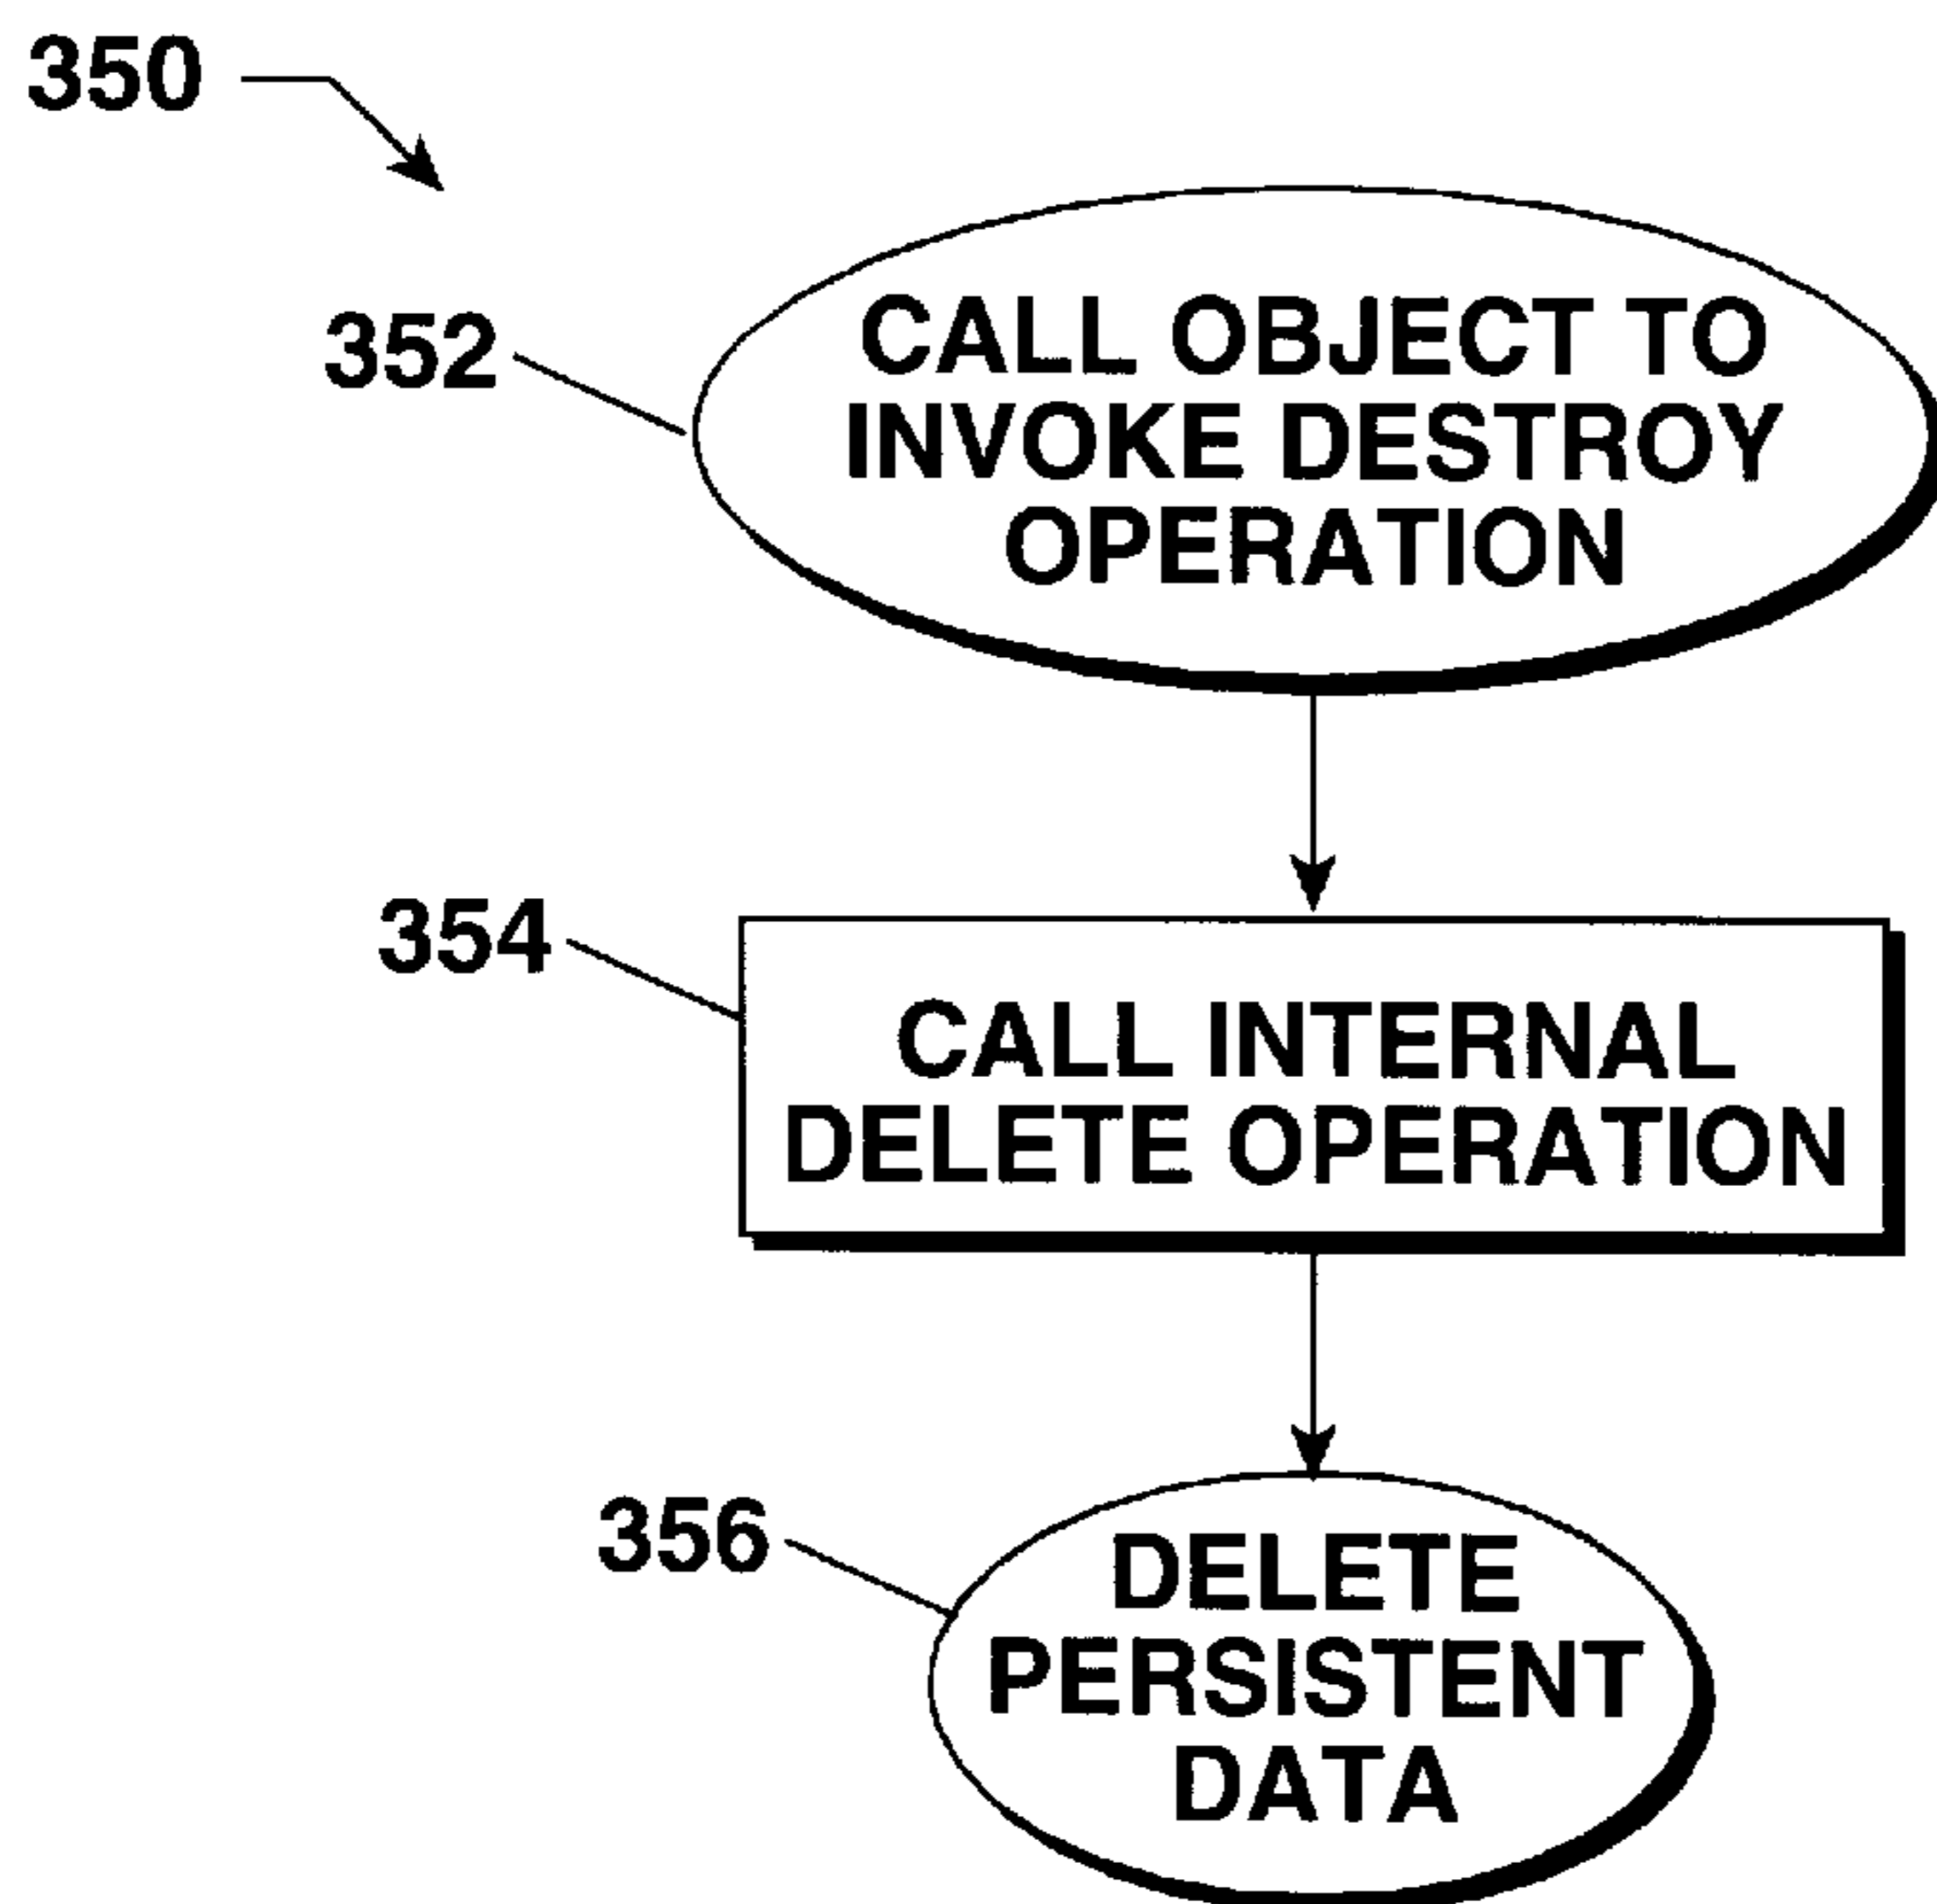 350
352
CALL OBJECT TO
INVOKE DESTROY
OPERATION
354
CALL INTERNAL
DELETE OPERATION
356
DELETE
PERSISTENT
DATA